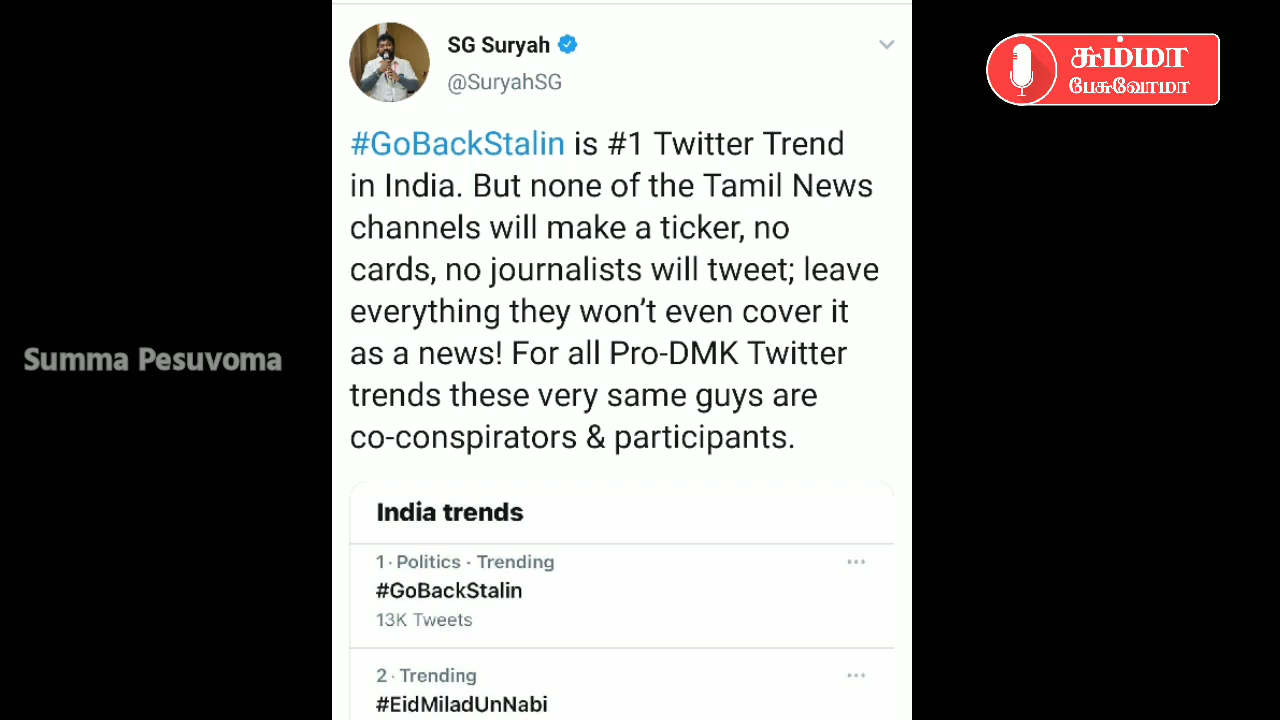 SG Suryah
@SuryahSG
#GoBackStalin is #1 Twitter Trend
in India. But none of the Tamil News
channels will make a ticker, no
cards, no journalists will tweet; leave
everything they won’t even cover it
as a news! For all Pro-DMK Twitter
trends these very same guys are
co-conspirators & participants.
India trends
1 · Politics · Trending
#GoBackStalin
13K Tweets
2 · Trending
#EidMiladUnNabi
சும்மா
பேசுவோமா
Summa Pesuvoma